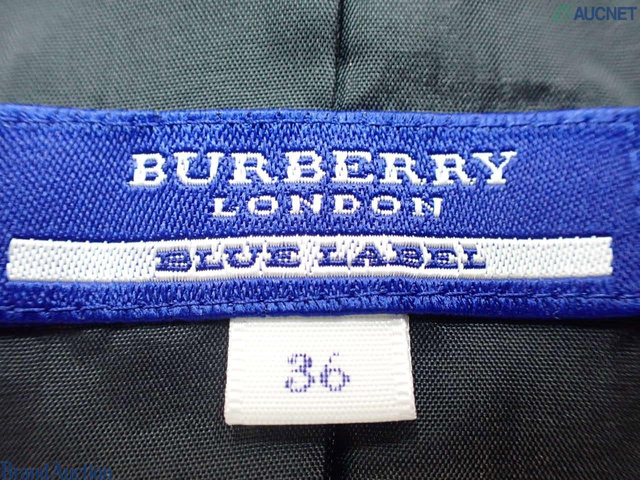 AUCNET
BURBERRY
LONDON
BLUE LABEL
36
Brand Auction